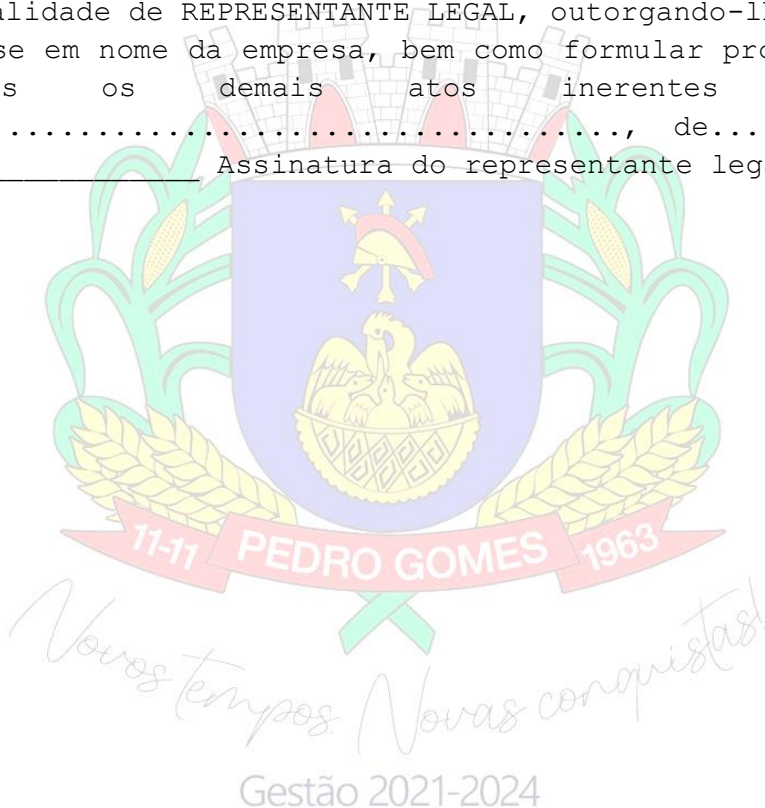 alidade de REPRESENTANTE LEGAL, outorgando-l
se em nome da empresa, bem como formular pro
s os demais atos inerentes
..................................., de...
____________ Assinatura do representante leg
11-11 PEDRO GOMES 1963
Novos tempos. Novas conquistas!
Gestão 2021-2024